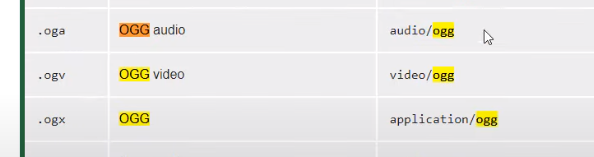 .oga OGG audio audio/ogg
.ogv OGG video video/ogg
.ogx OGG application/ogg